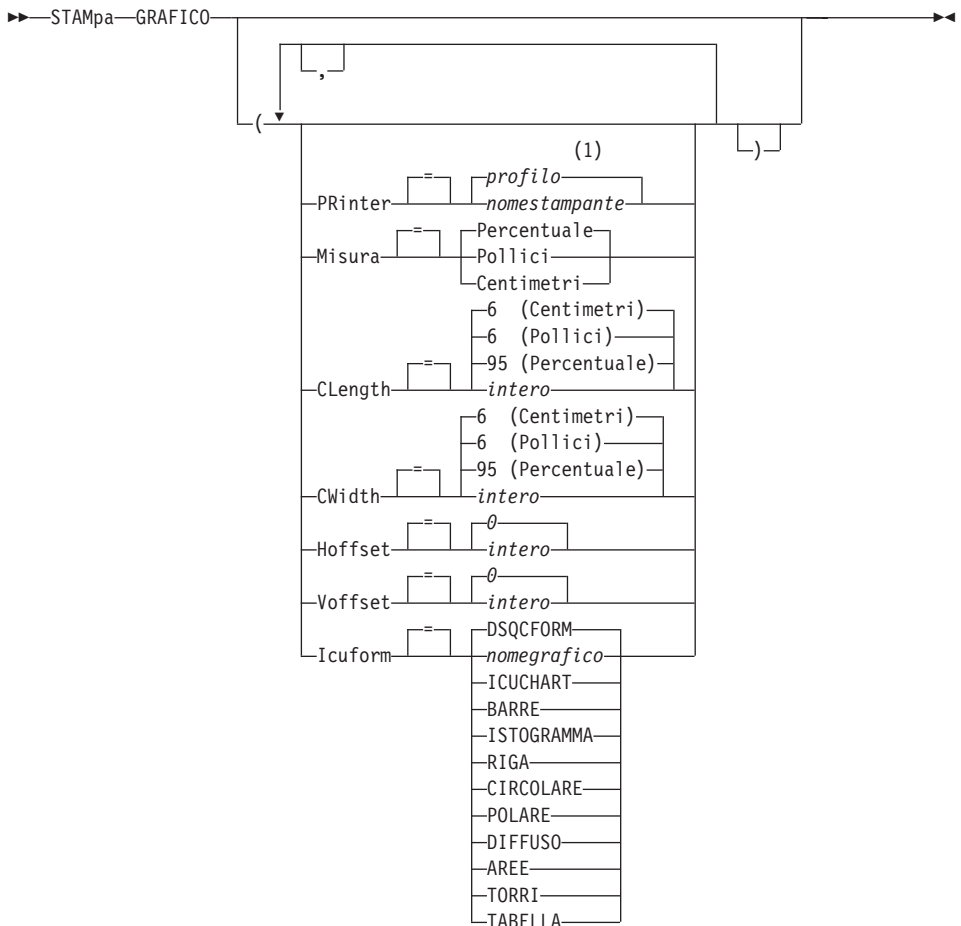 STAMpa GRAFICO
,
(
)
(1)
PRinter = profilo
nomestampante
Misura = Percentuale
Pollici
Centimetri
6 (Centimetri)
6 (Pollici)
95 (Percentuale)
CLength = intero
6 (Centimetri)
6 (Pollici)
95 (Percentuale)
CWidth = intero
Hoffset = 0
intero
Voffset = 0
intero
Icuform = DSQCFORM
nomegrafico
ICUCHART
BARRE
ISTOGRAMMA
RIGA
CIRCOLARE
POLARE
DIFFUSO
AREE
TORRI
TABELLA